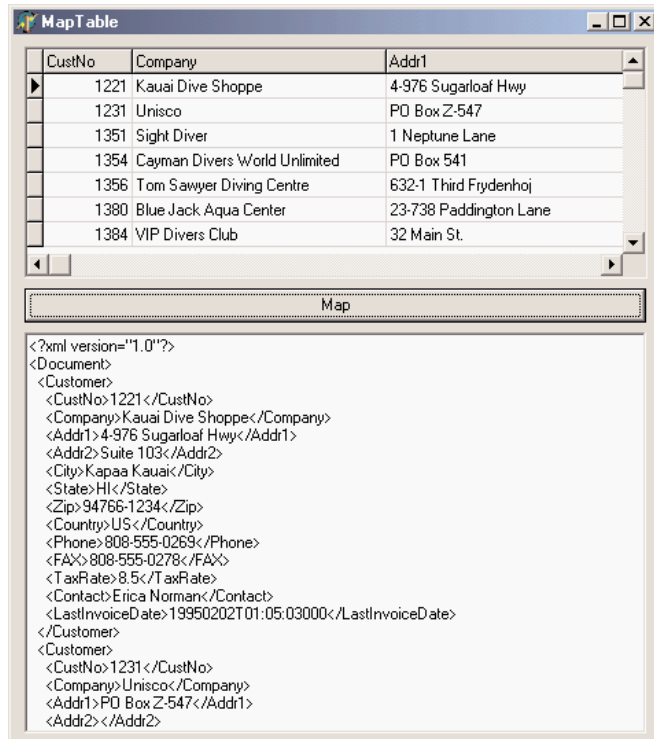 MapTable
CustNo Company Addr1
1221 Kauai Dive Shoppe 4-976 Sugarloaf Hwy
1231 Unisco PO Box Z-547
1351 Sight Diver 1 Neptune Lane
1354 Cayman Divers World Unlimited PO Box 541
1356 Tom Sawyer Diving Centre 632-1 Third Frydenhoj
1380 Blue Jack Aqua Center 23-738 Paddington Lane
1384 VIP Divers Club 32 Main St.
Map
<?xml version="1.0"?>
<Document>
<Customer>
<CustNo>1221</CustNo>
<Company>Kauai Dive Shoppe</Company>
<Addr1>4-976 Sugarloaf Hwy</Addr1>
<Addr2>Suite 103</Addr2>
<City>Kapaa Kauai</City>
<State>HI</State>
<Zip>94766-1234</Zip>
<Country>US</Country>
<Phone>808-555-0269</Phone>
<FAX>808-555-0278</FAX>
<TaxRate>8.5</TaxRate>
<Contact>Erica Norman</Contact>
<LastInvoiceDate>19950202T01:05:03000</LastInvoiceDate>
</Customer>
<Customer>
<CustNo>1231</CustNo>
<Company>Unisco</Company>
<Addr1>PO Box Z-547</Addr1>
<Addr2></Addr2>